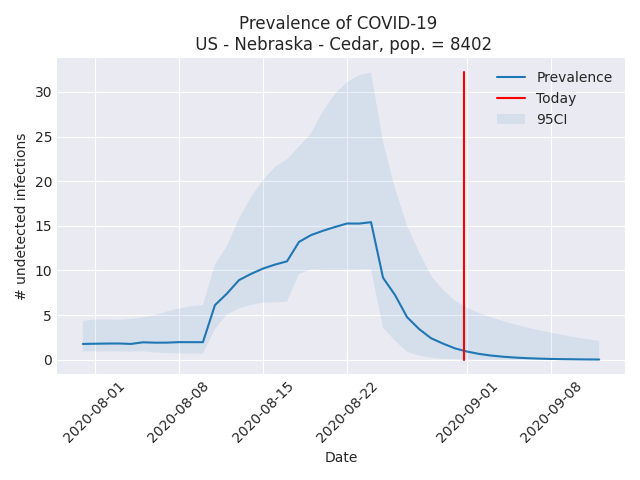 Prevalence of COVID-19
US - Nebraska - Cedar, pop. = 8402
Prevalence
Today
95CI
# undetected infections
30
25
20
15
10
5
0
2020-08-01
2020-08-08
2020-08-15
2020-08-22
2020-09-01
2020-09-08
Date